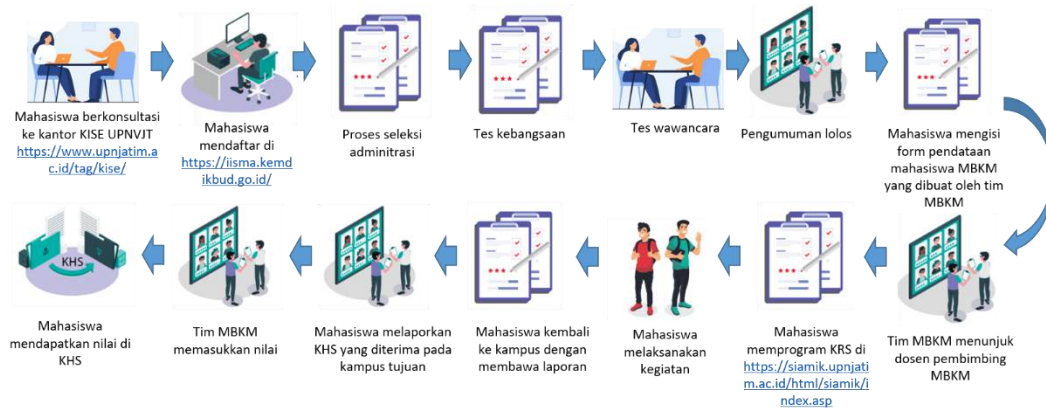 Mahasiswa berkonsultasi
ke kantor KISE UPNVJT
https://www.upnjatim.a
c.id/tag/kise/
Mahasiswa
mendaftar di
https://iisma.kemd
ikbud.go.id/
Proses seleksi
adminitrasi
Tes kebangsaan
Tes wawancara
Pengumuman lolos
Mahasiswa mengisi
form pendataan
mahasiswa MBKM
yang dibuat oleh tim
MBKM
Tim MBKM menunjuk
dosen pembimbing
MBKM
Mahasiswa
memprogram KRS di
https://siamik.upnjati
m.ac.id/html/siamik/i
ndex.asp
Mahasiswa
melaksanakan
kegiatan
Mahasiswa kembali
ke kampus dengan
membawa laporan
Mahasiswa melaporkan
KHS yang diterima pada
kampus tujuan
Tim MBKM
memasukkan nilai
KHS
Mahasiswa
mendapatkan nilai di
KHS